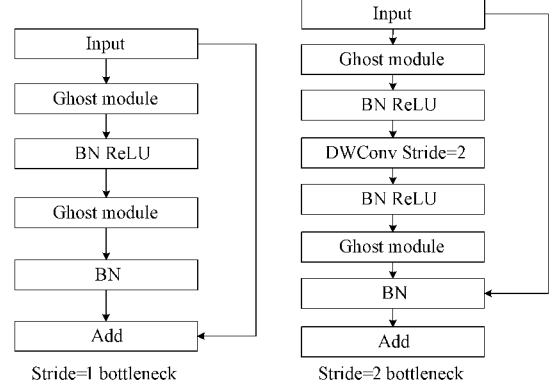 Input
Ghost module
BN ReLU
Ghost module
BN
Add
Stride=1 bottleneck
Input
Ghost module
BN ReLU
DWConv Stride=2
BN ReLU
Ghost module
BN
Add
Stride=2 bottleneck